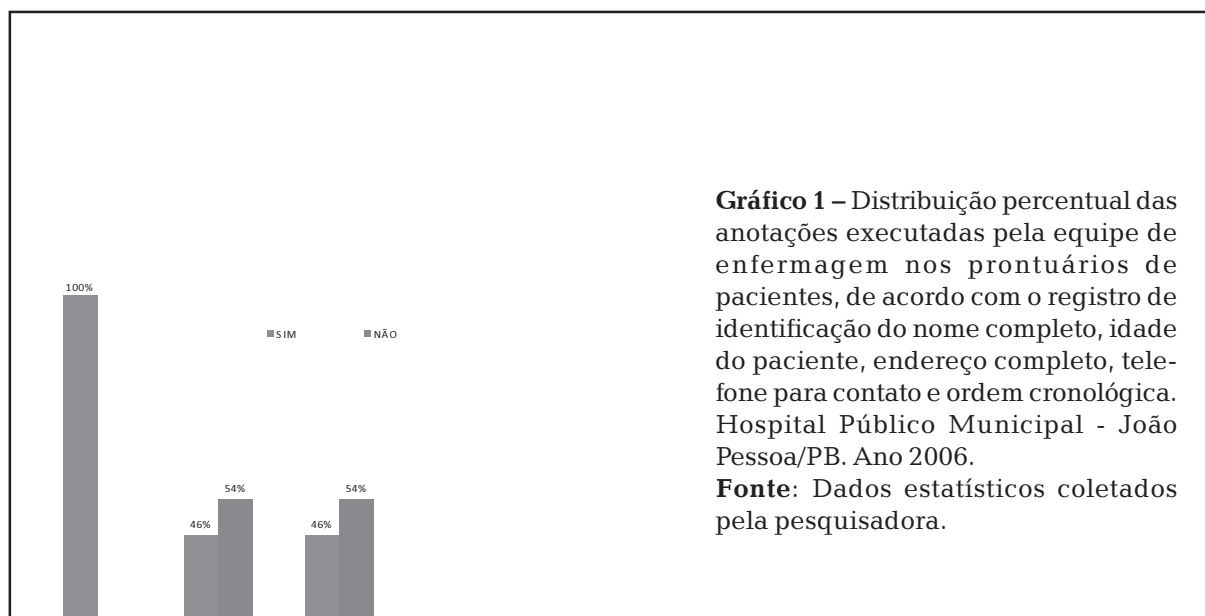 100%
SIM NÃO
54% 54%
46% 46%
Gráfico 1 – Distribuição percentual das
anotações executadas pela equipe de
enfermagem nos prontuários de
pacientes, de acordo com o registro de
identificação do nome completo, idade
do paciente, endereço completo, tele-
fone para contato e ordem cronológica.
Hospital Público Municipal - João
Pessoa/PB. Ano 2006.
Fonte: Dados estatísticos coletados
pela pesquisadora.